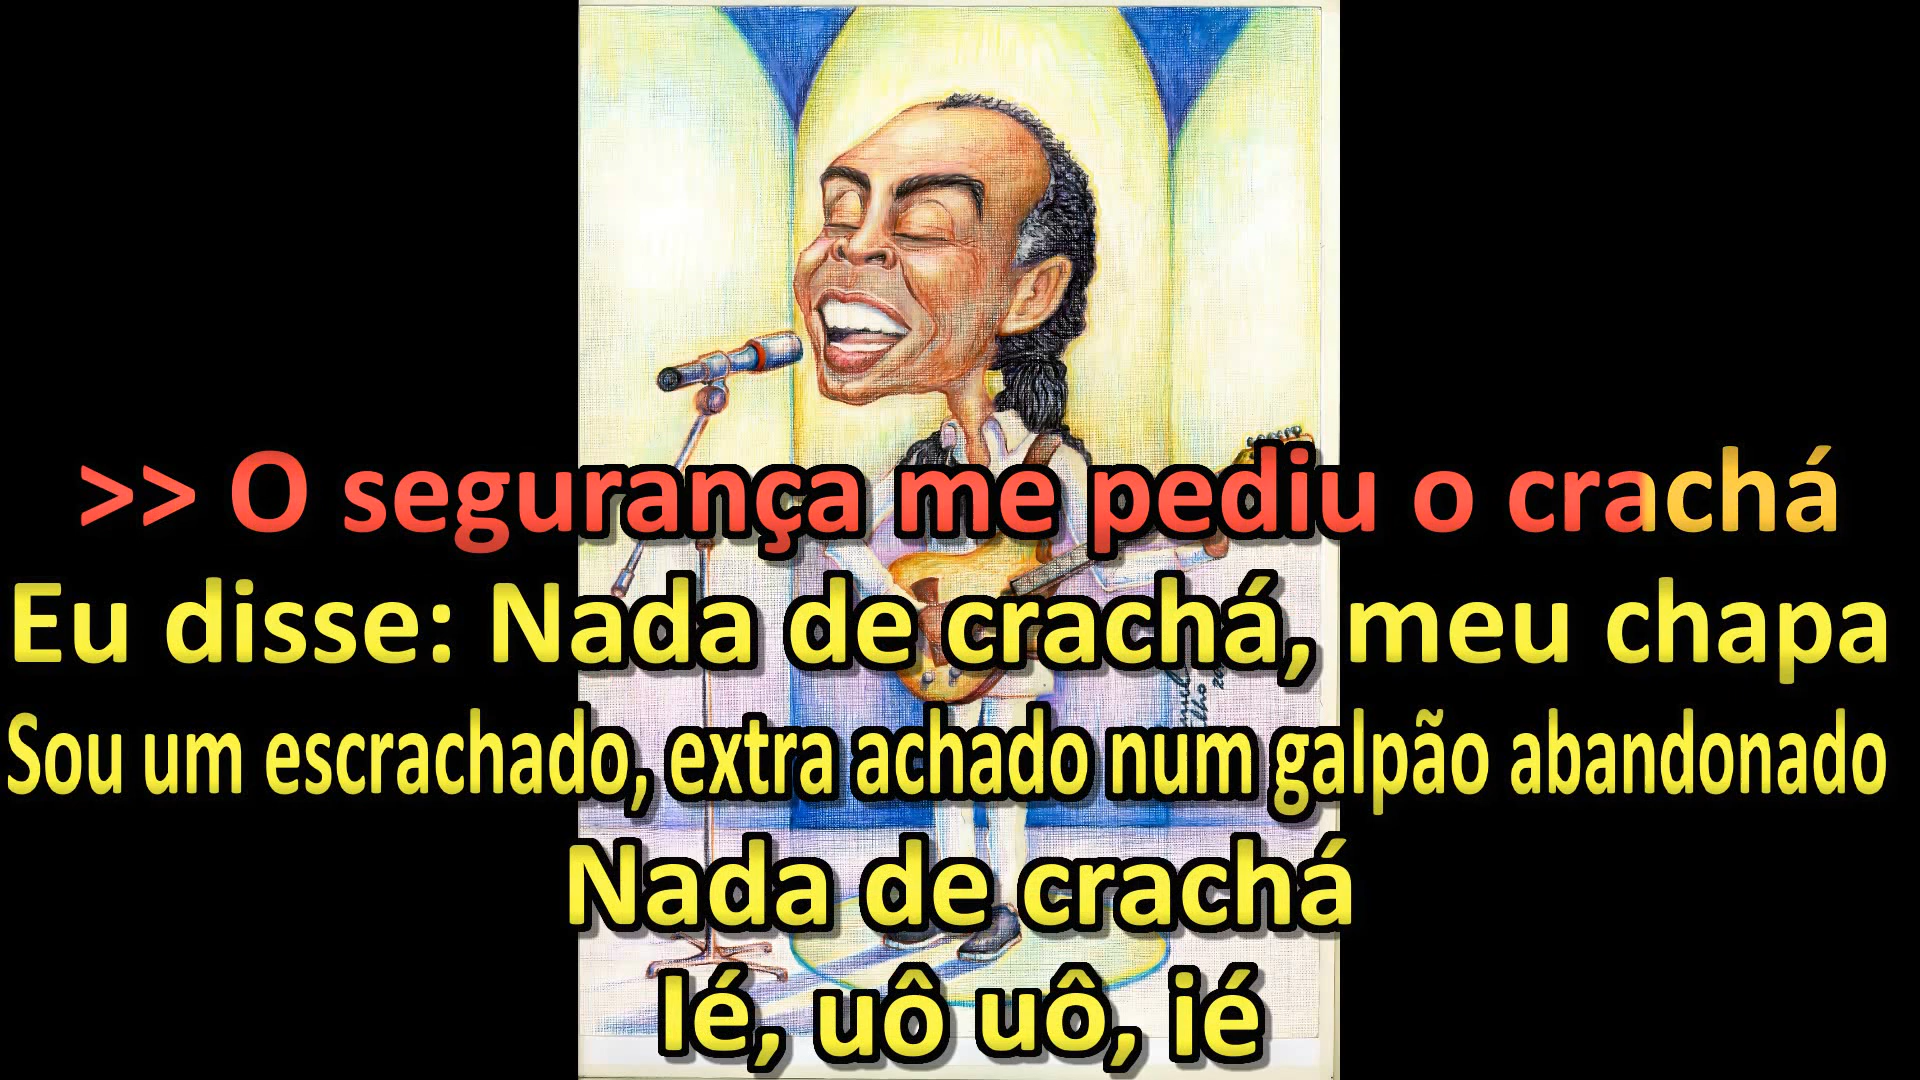 >> O segurança me pediu o crachá
Eu disse: Nada de crachá, meu chapa
Sou um escrachado, extra achado num galpão abandonado
Nada de crachá
Ié, uô uô, ié